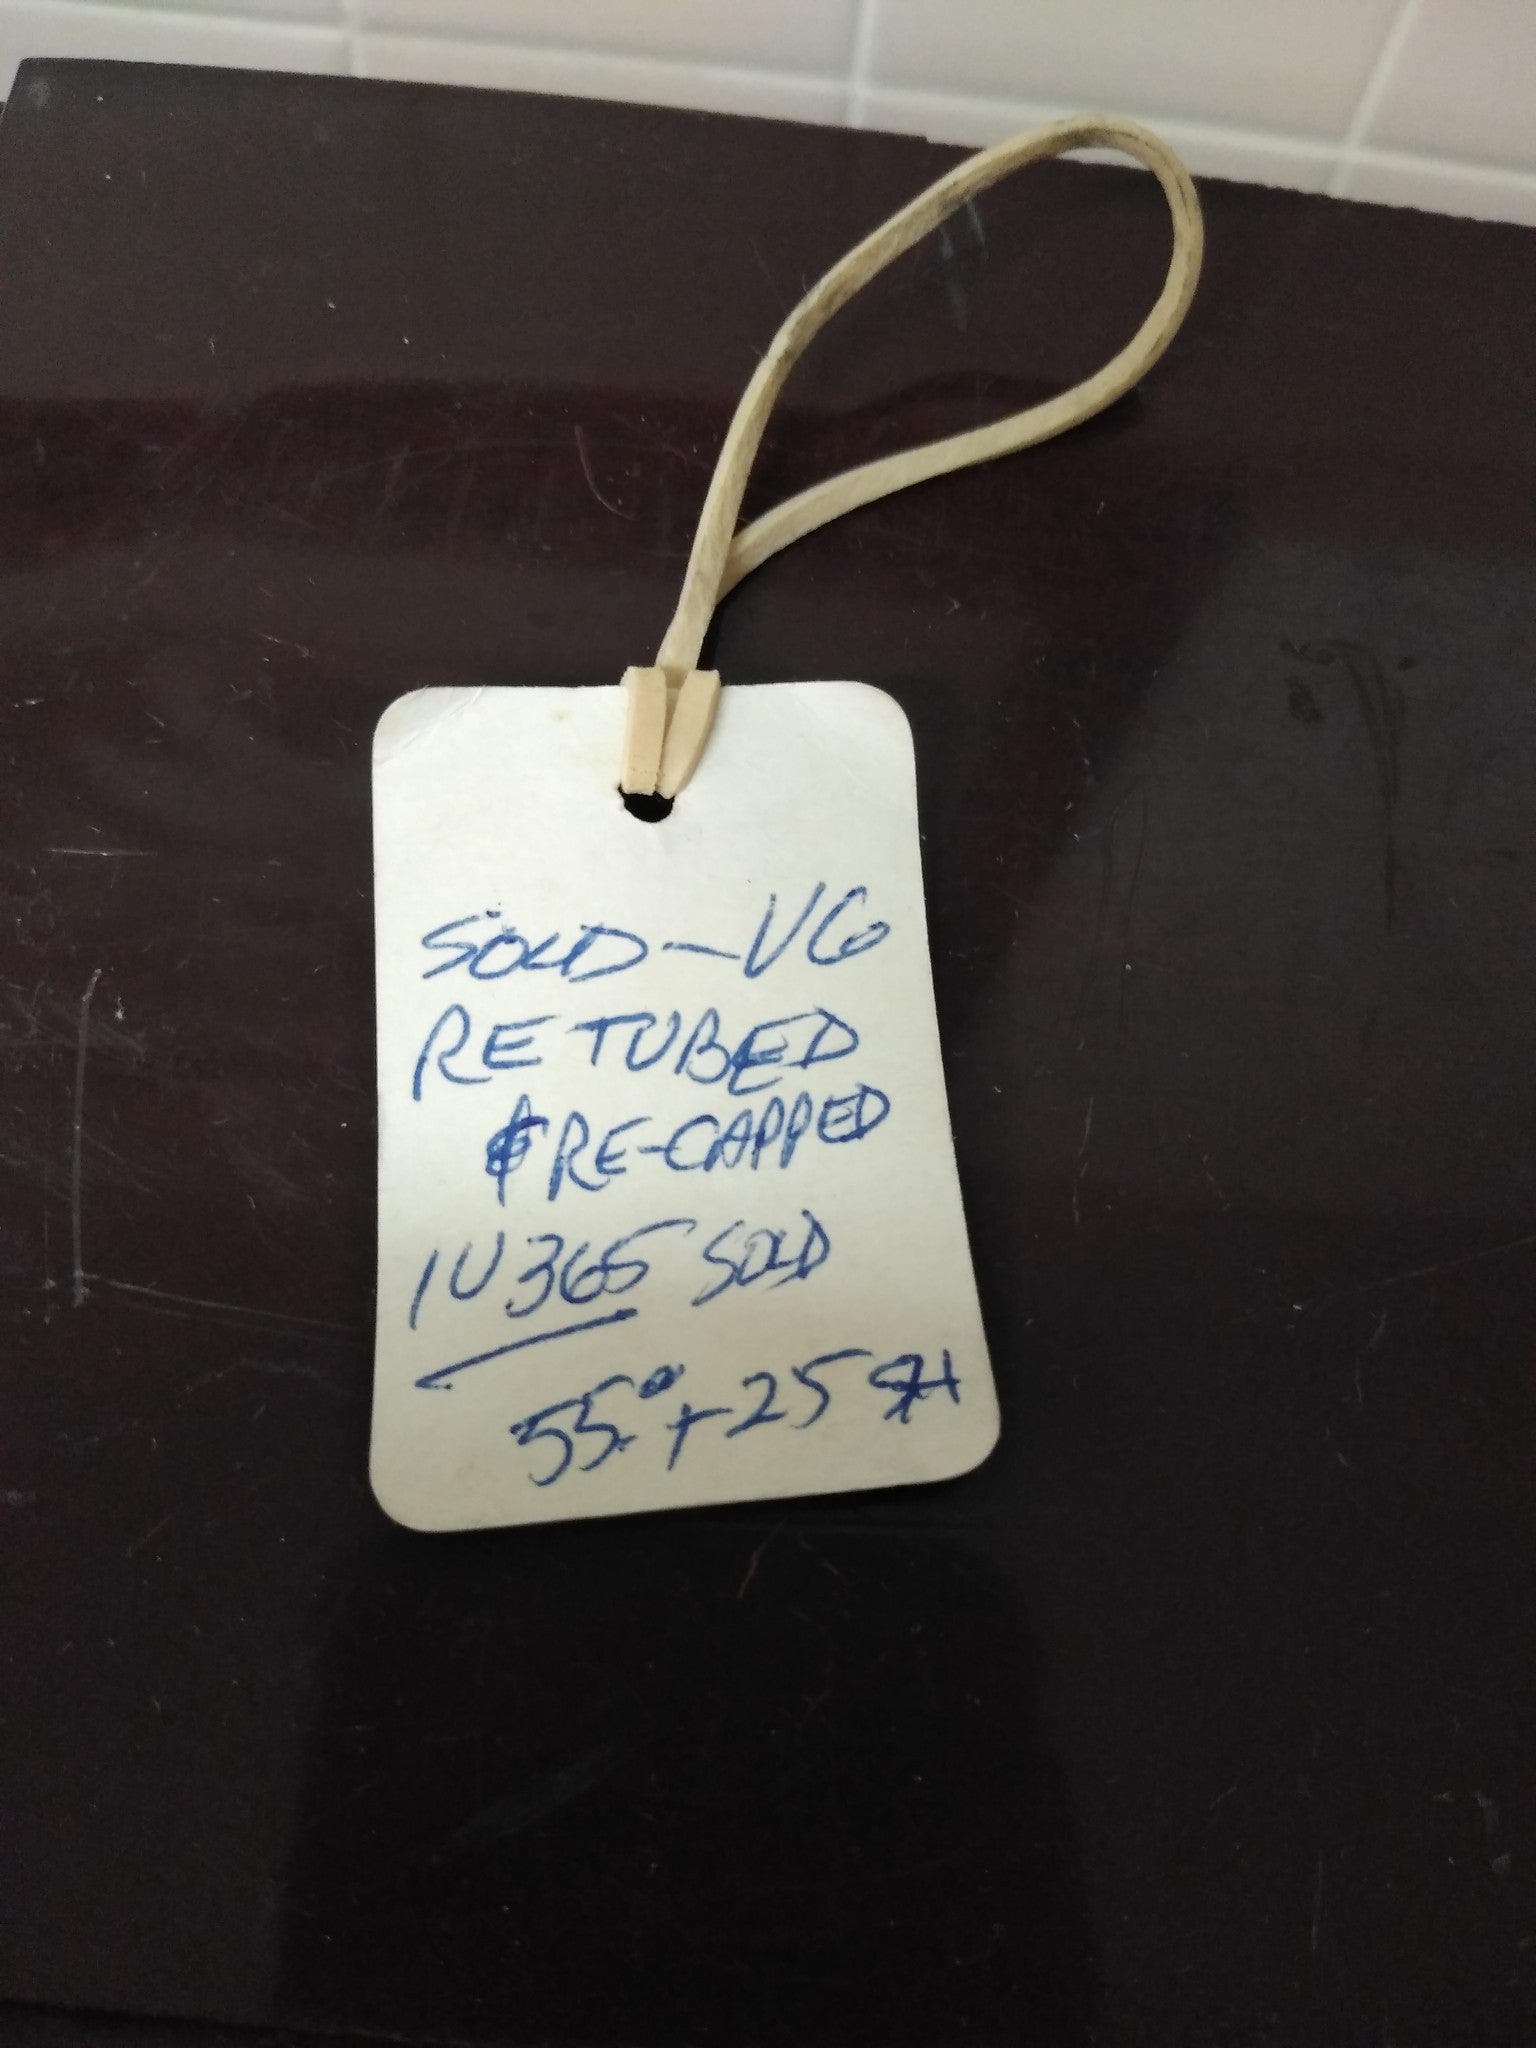 SOLD-VG
RETUBED
& RE-CAPPED
1U365 SOLD
55.⁰ + 25 SH